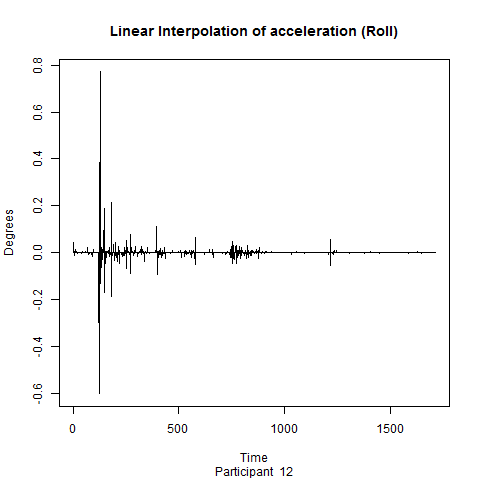 Linear Interpolation of acceleration (Roll)
0.8
0.6
0.4
0.2
0.0
-0.2
-0.4
-0.6
Degrees
0 500 1000 1500
Time
Participant 12